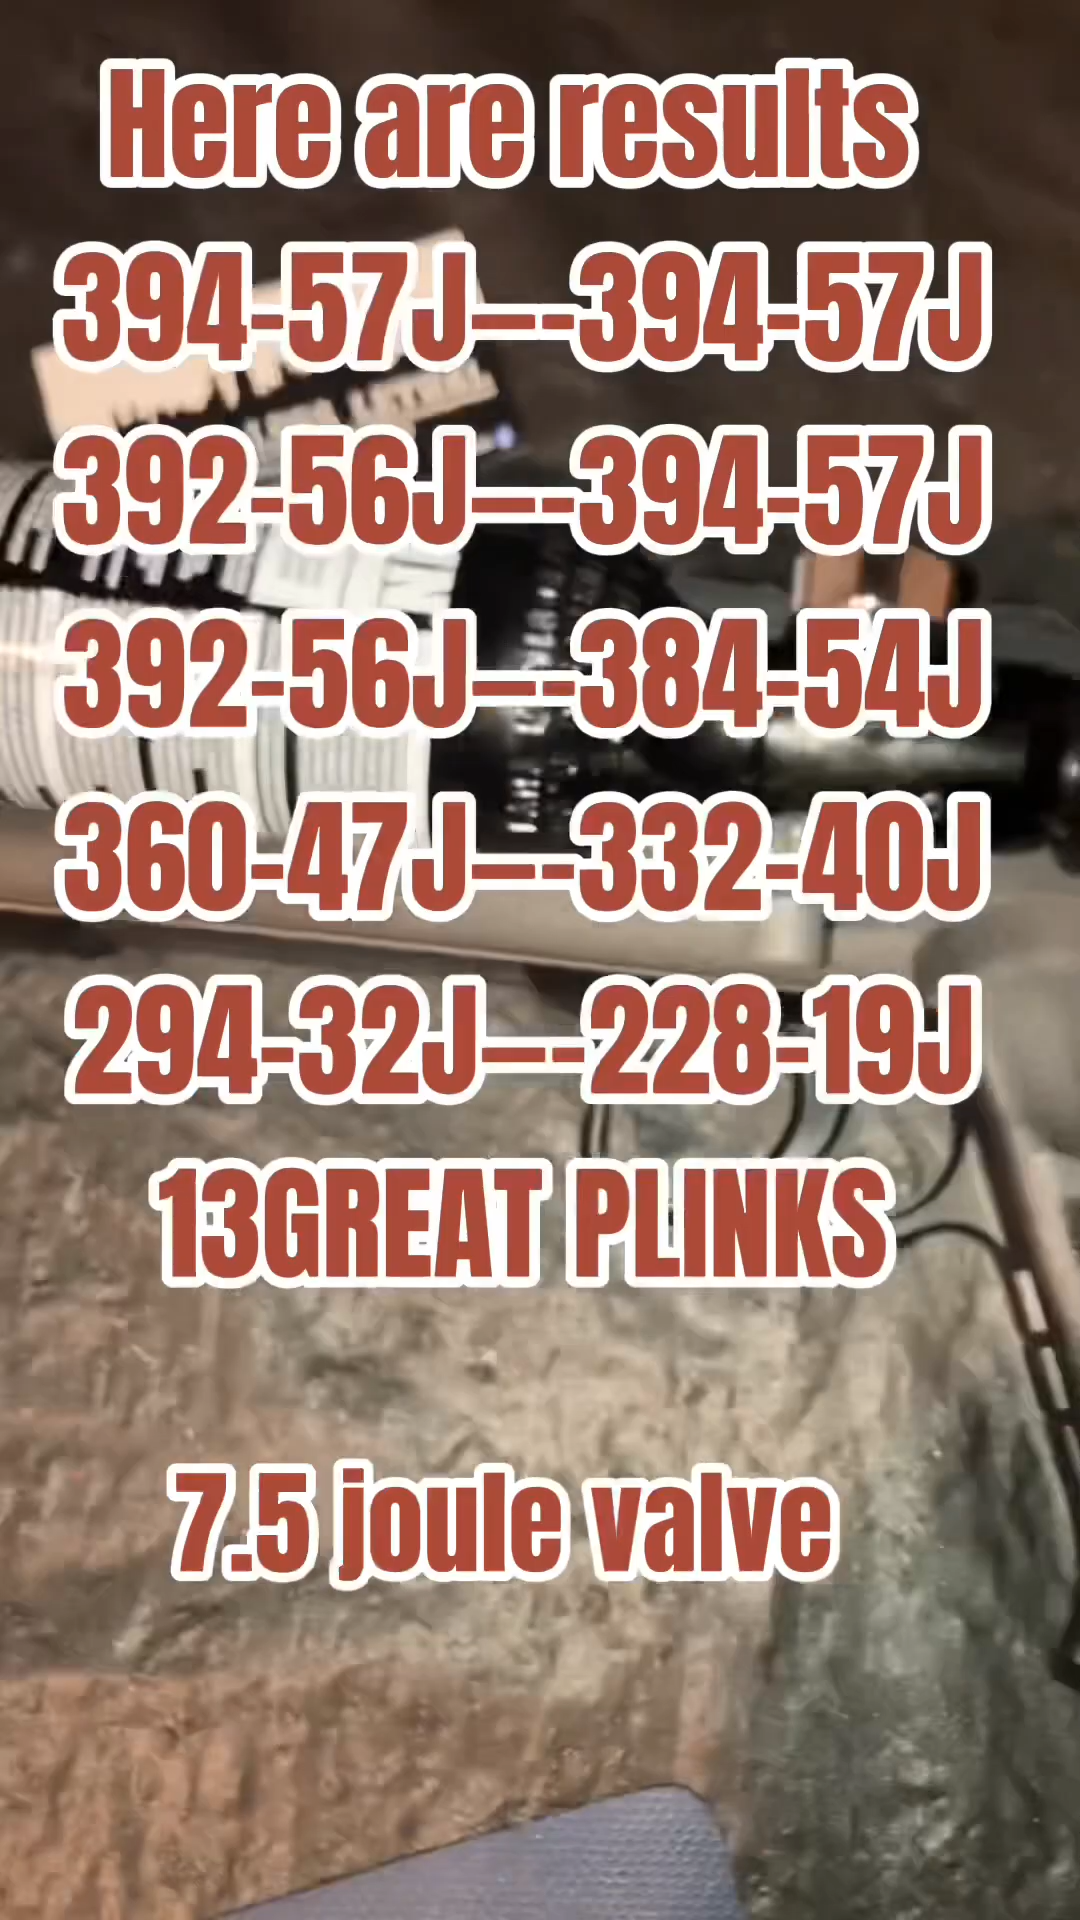 Here are results
394-57J—-394-57J
392-56J—-394-57J
392-56J—-384-54J
360-47J—-332-40J
294-32J—-228-19J
13GREAT PLINKS
7.5 joule valve